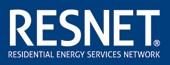 RESNET®
RESIDENTIAL ENERGY SERVICES NETWORK